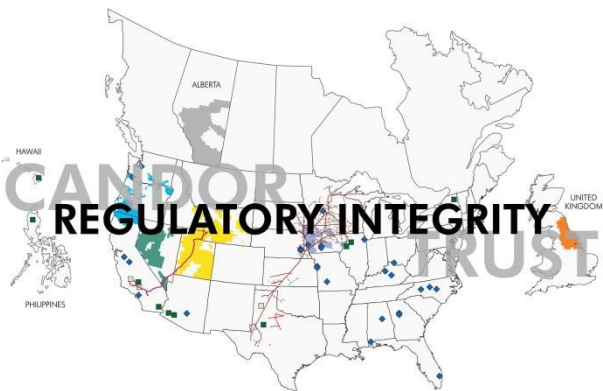 ALBERTA
HAWAII
CANDOR
UNITED
KINGDOM
REGULATORY INTEGRITY
TRUST
PHILIPPINES